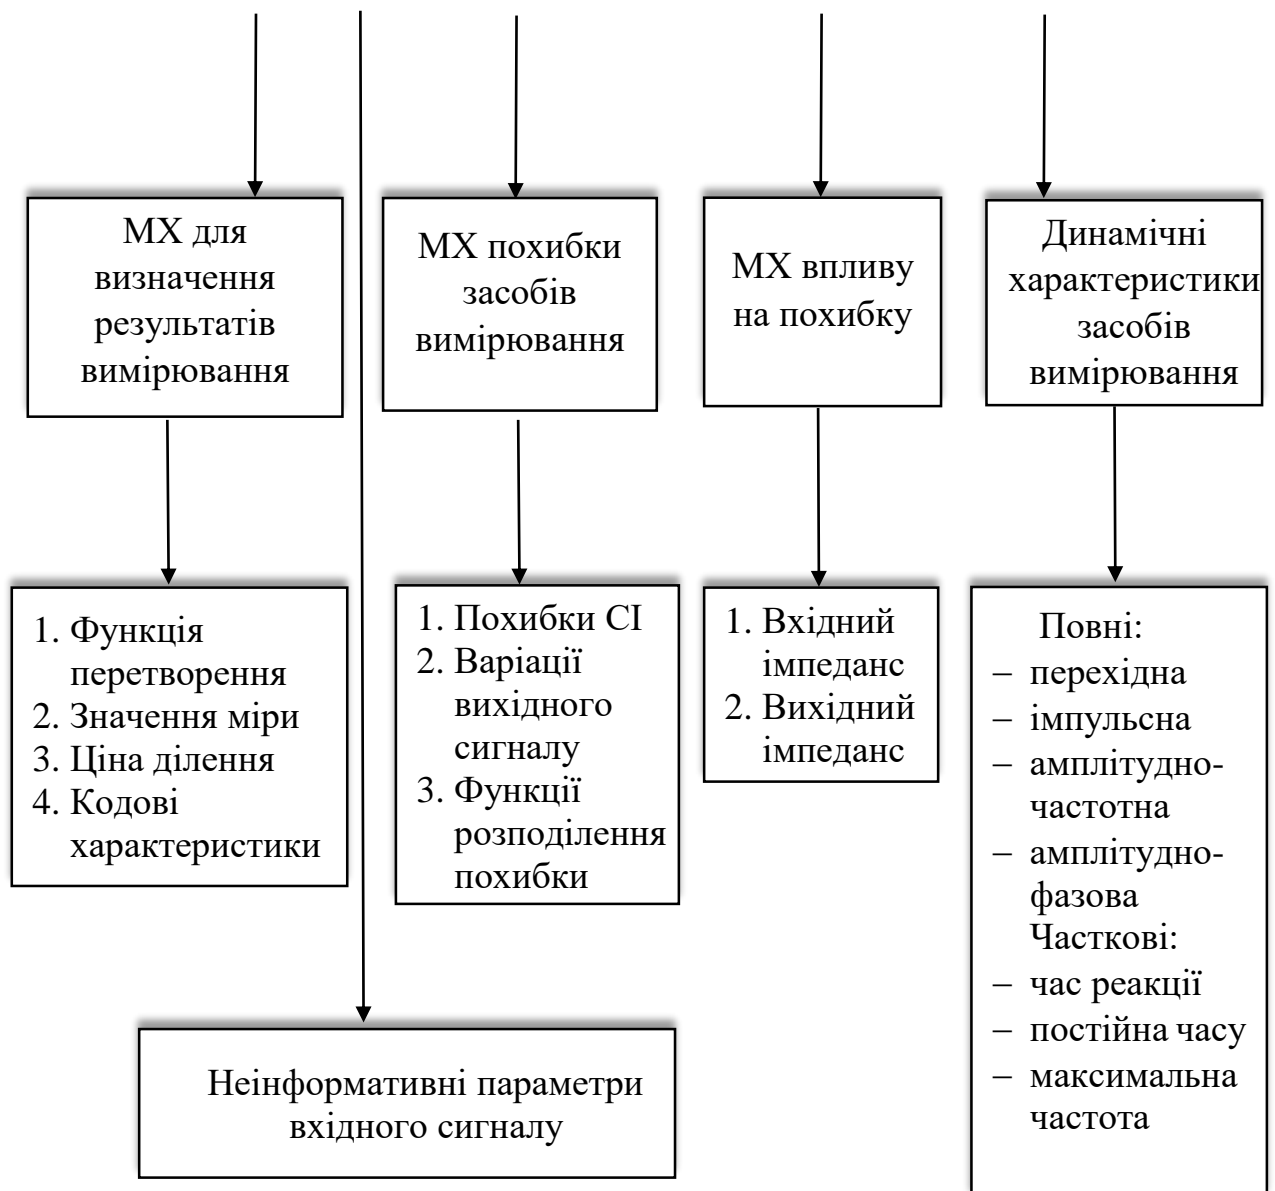 МХ для
визначення
результатів
вимірювання
МХ похибки
засобів
вимірювання
МХ впливу
на похибку
Динамічні
характеристики
засобів
вимірювання
1. Функція
перетворення
2. Значення міри
3. Ціна ділення
4. Кодові
характеристики
1. Похибки СІ
2. Варіації
вихідного
сигналу
3. Функції
розподілення
похибки
1. Вхідний
імпеданс
2. Вихідний
імпеданс
Повні:
– перехідна
– імпульсна
– амплітудно-
частотна
– амплітудно-
фазова
Часткові:
– час реакції
– постійна часу
– максимальна
частота
Неінформативні параметри
вхідного сигналу